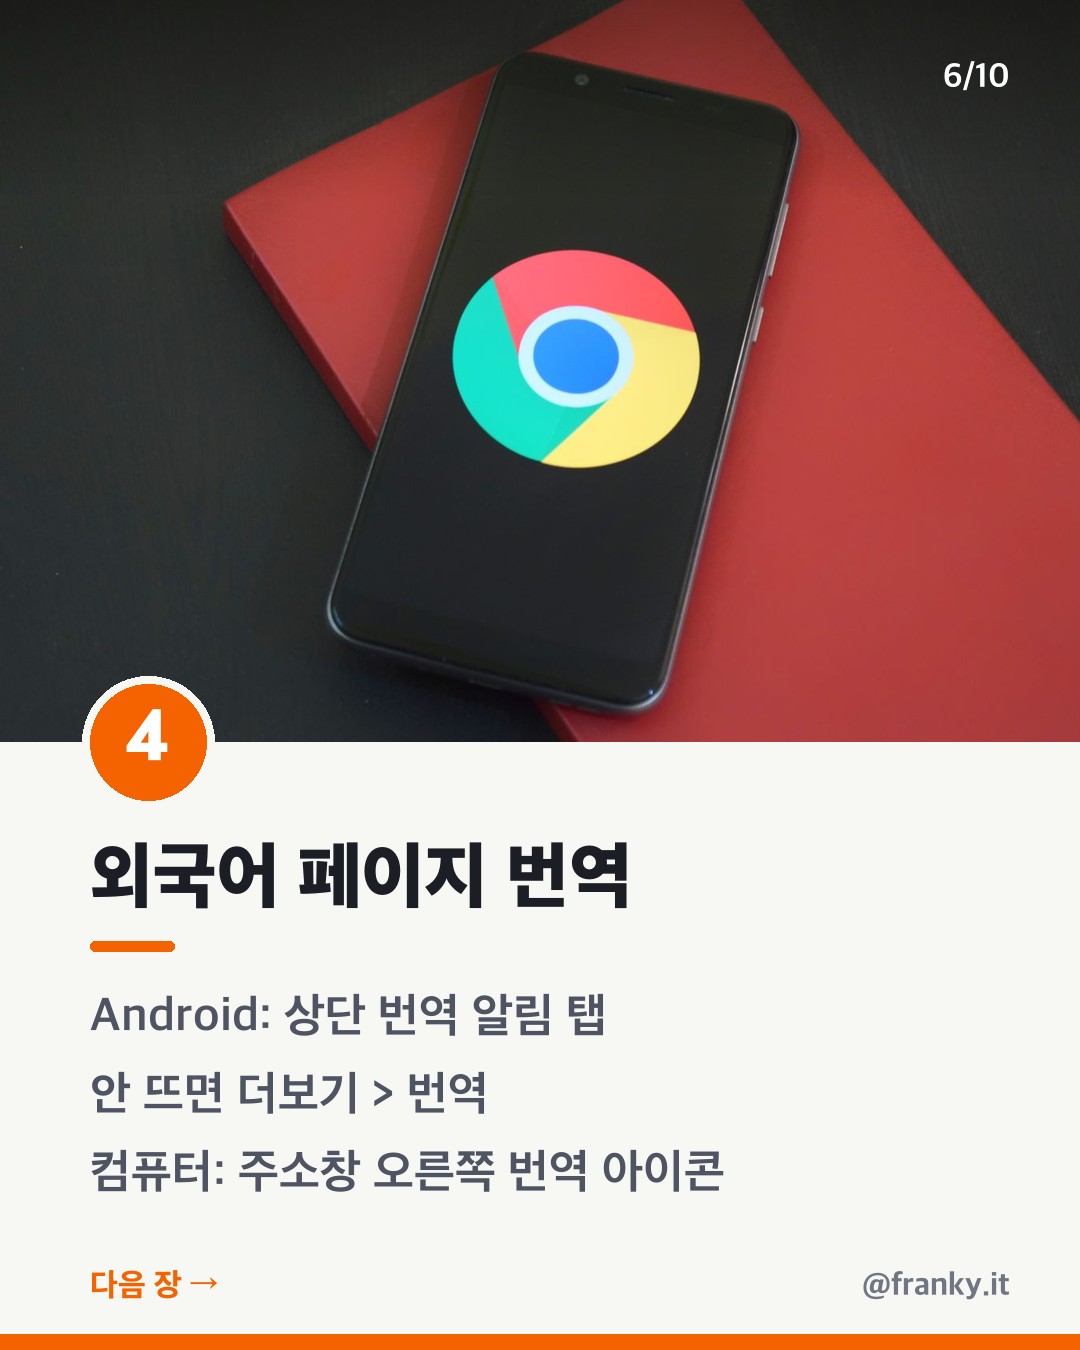 6/10
4
외국어 페이지 번역
Android: 상단 번역 알림 탭
안 뜨면 더보기 > 번역
컴퓨터: 주소창 오른쪽 번역 아이콘
다음 장 →
@franky.it